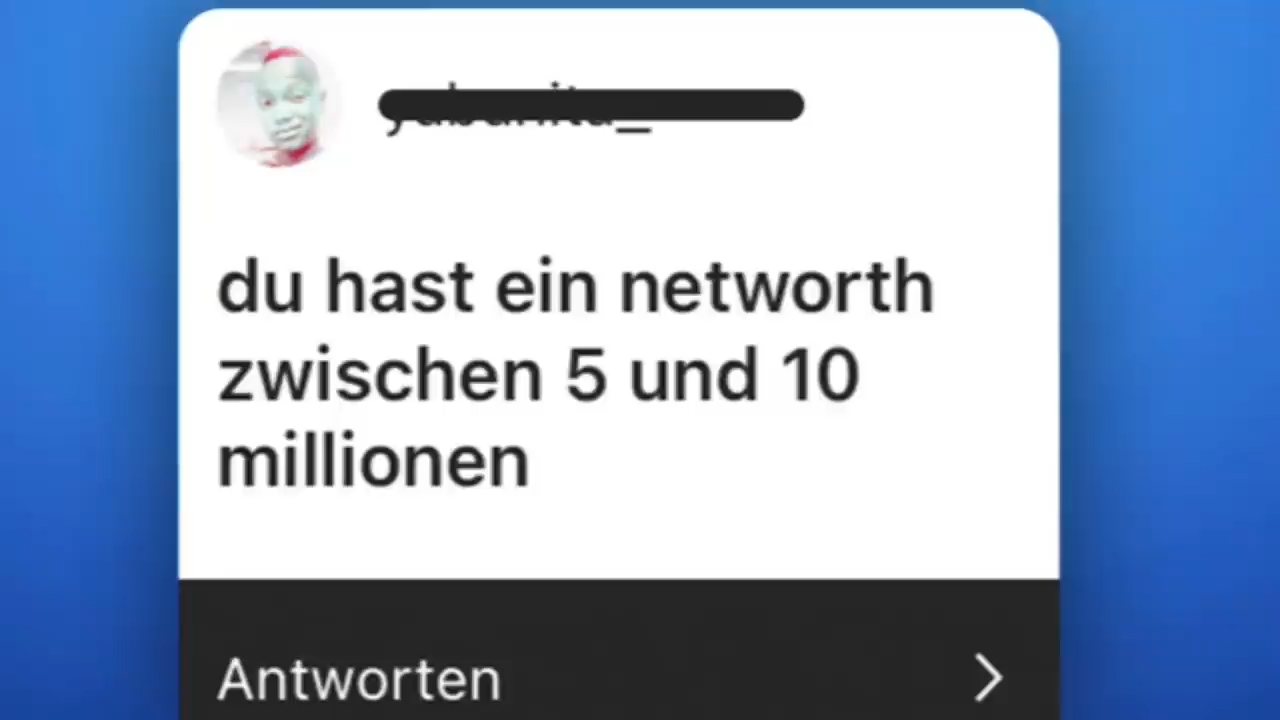 du hast ein networth
zwischen 5 und 10
millionen
Antworten